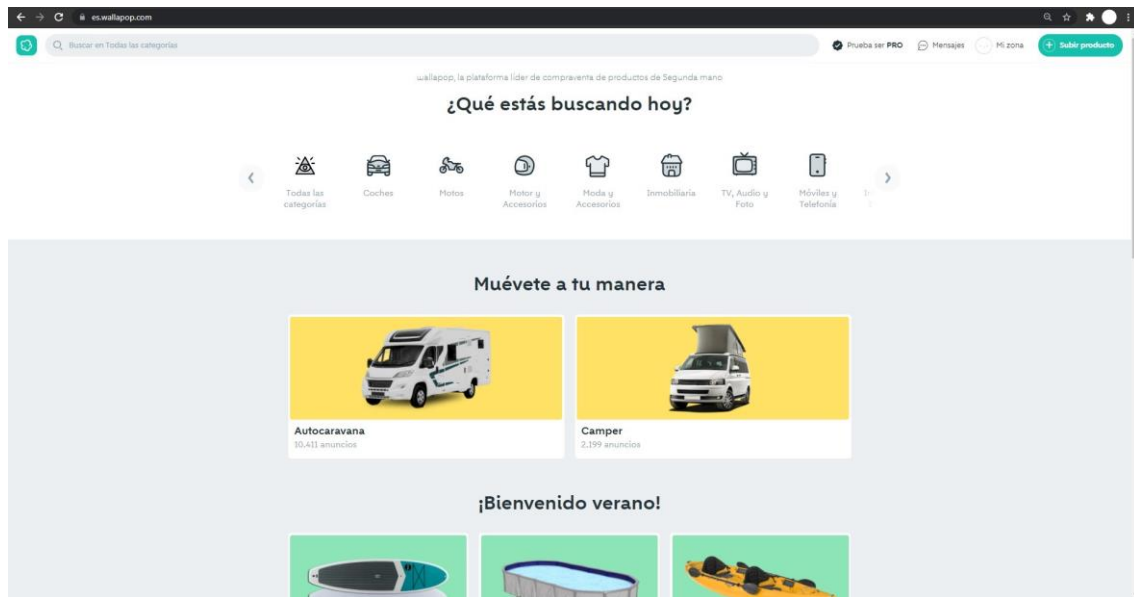 es.wallapop.com
Buscar en Todas las categorías
Prueba ser PRO
Mensajes
Mi zona
Subir producto
wallapop, la plataforma líder de compraventa de productos de Segunda mano
¿Qué estás buscando hoy?
Todas las
categorías
Coches
Motos
Motor y
Accesorios
Moda y
Accesorios
Inmobiliaria
TV, Audio y
Foto
Móviles y
Telefonía
Muévete a tu manera
Autocaravana
10.411 anuncios
Camper
2.199 anuncios
¡Bienvenido verano!